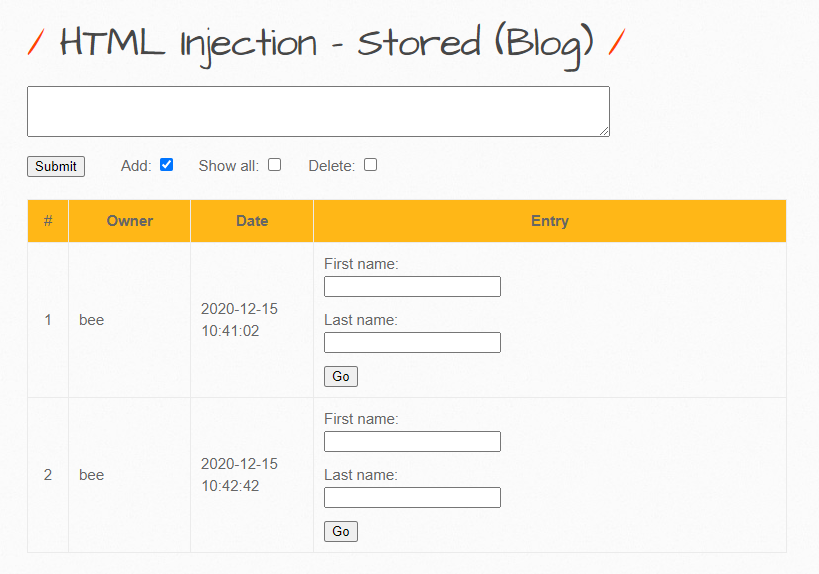 / HTML Injection - Stored (Blog) /
Submit Add: Show all: Delete:
# Owner Date Entry
First name:
1 bee 2020-12-15
10:41:02
Last name:
Go
First name:
2 bee 2020-12-15
10:42:42
Last name:
Go